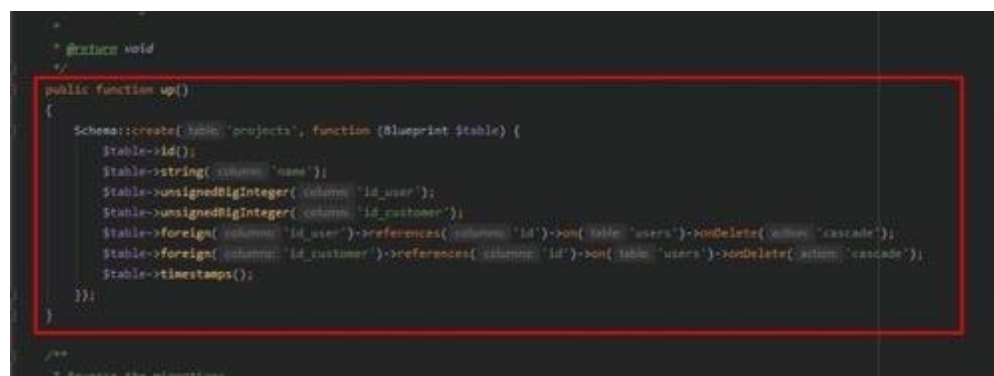 *
* @return void
*/
public function up()
{
Schema::create( table: 'projects', function (Blueprint $table) {
$table->id();
$table->string( column: 'name');
$table->unsignedBigInteger( column: 'id_user');
$table->unsignedBigInteger( column: 'id_customer');
$table->foreign( columns: 'id_user')->references( columns: 'id')->on( table: 'users')->onDelete( action: 'cascade');
$table->foreign( columns: 'id_customer')->references( columns: 'id')->on( table: 'users')->onDelete( action: 'cascade');
$table->timestamps();
});
}
/**
* the migrations